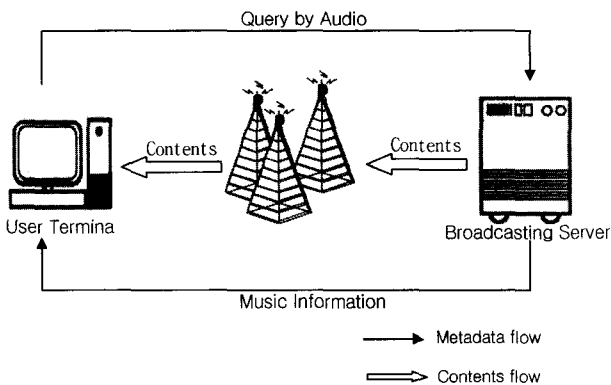 Query by Audio
Contents
Contents
User Termina
Broadcasting Server
Music Information
Metadata flow
Contents flow